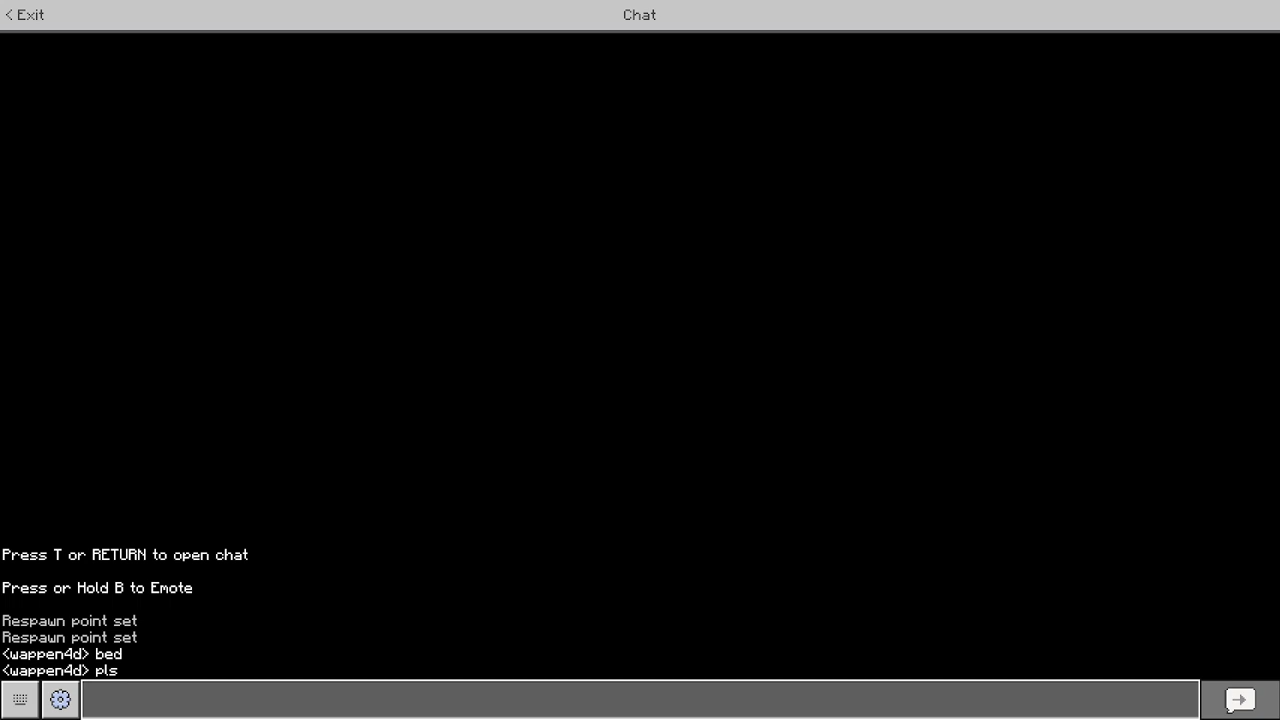 < Exit
Chat
Press T or RETURN to open chat
Press or Hold B to Emote
Respawn point set
Respawn point set
<wappen4d> bed
<wappen4d> pls